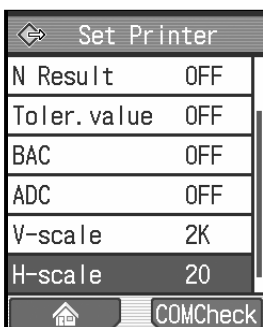 Set Printer
N Result OFF
Toler.value OFF
BAC OFF
ADC OFF
V-scale 2K
H-scale 20
COMCheck